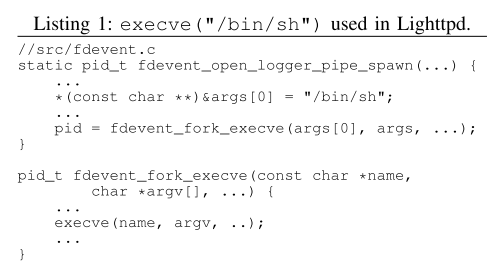 Listing 1: execve("/bin/sh") used in Lighttpd.
//src/fdevent.c
static pid_t fdevent_open_logger_pipe_spawn(...) {
    ...
    *(const char **)&args[0] = "/bin/sh";
    ...
    pid = fdevent_fork_execve(args[0], args, ...);
}

pid_t fdevent_fork_execve(const char *name,
        char *argv[], ...) {
    ...
    execve(name, argv, ..);
    ...
}